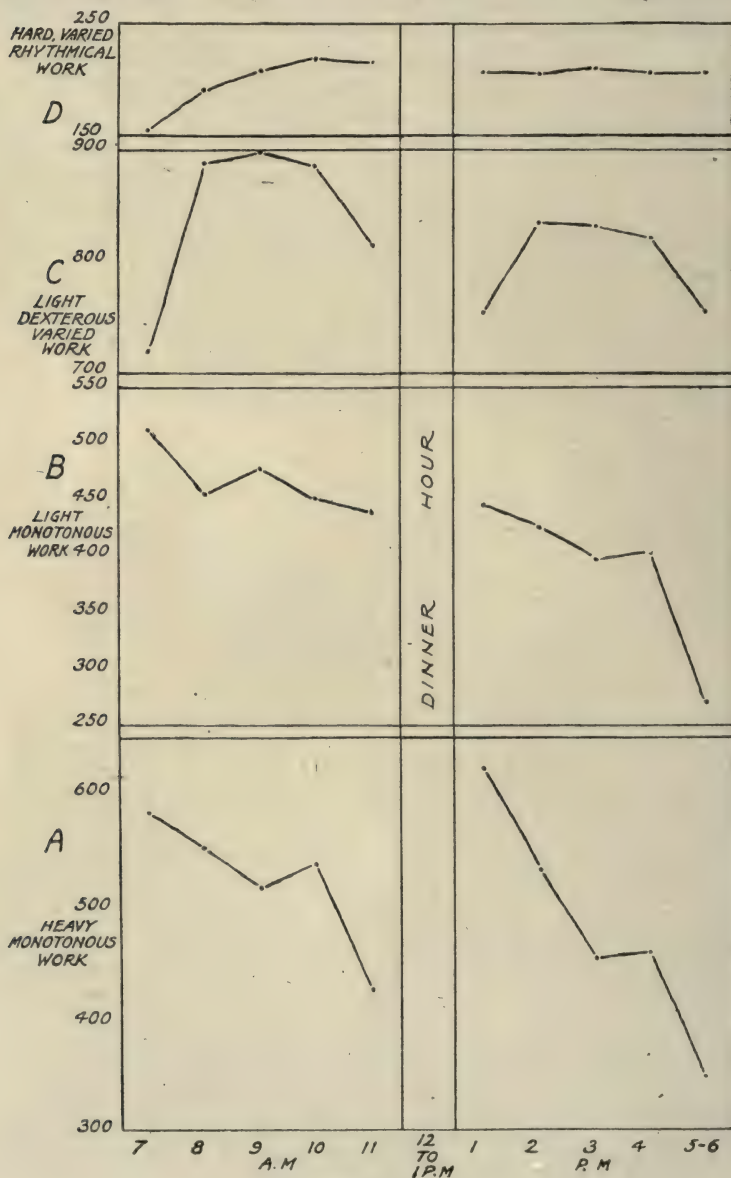 250
HARD, VARIED
RHYTHMICAL
WORK
D
150
900
800
C
LIGHT
DEXTEROUS
VARIED
WORK
700
550
500
B
450
LIGHT
MONOTONOUS
WORK 400
350
300
250
DINNER HOUR
600
A
500
HEAVY
MONOTONOUS
WORK
400
300
7 8 9 10 11 12 1 2 3 4 5-6
A.M TO P.M
1 P.M